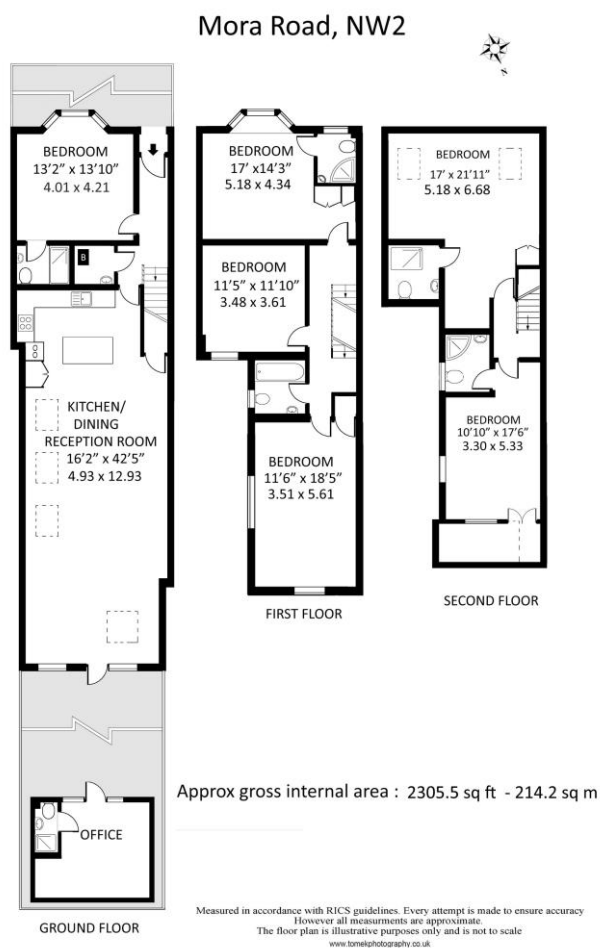 Mora Road, NW2
BEDROOM
13'2" x 13'10"
4.01 x 4.21
B
KITCHEN/
DINING
RECEPTION ROOM
16'2" x 42'5"
4.93 x 12.93
OFFICE
GROUND FLOOR
BEDROOM
17' x14'3"
5.18 x 4.34
BEDROOM
11'5" x 11'10"
3.48 x 3.61
BEDROOM
11'6" x 18'5"
3.51 x 5.61
FIRST FLOOR
BEDROOM
17' x 21'11"
5.18 x 6.68
BEDROOM
10'10" x 17'6"
3.30 x 5.33
SECOND FLOOR
Approx gross internal area : 2305.5 sq ft - 214.2 sq m
Measured in accordance with RICS guidelines. Every attempt is made to ensure accuracy
However all measurments are approximate.
The floor plan is illustrative purposes only and is not to scale
www.tomekphotography.co.uk